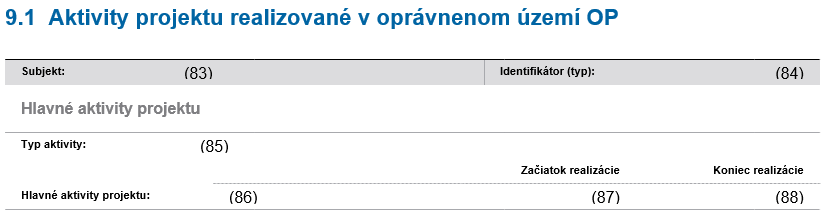 9.1 Aktivity projektu realizované v oprávnenom území OP
Subjekt: (83) Identifikátor (typ): (84)
Hlavné aktivity projektu
Typ aktivity: (85)
Začiatok realizácie Koniec realizácie
Hlavné aktivity projektu: (86) (87) (88)